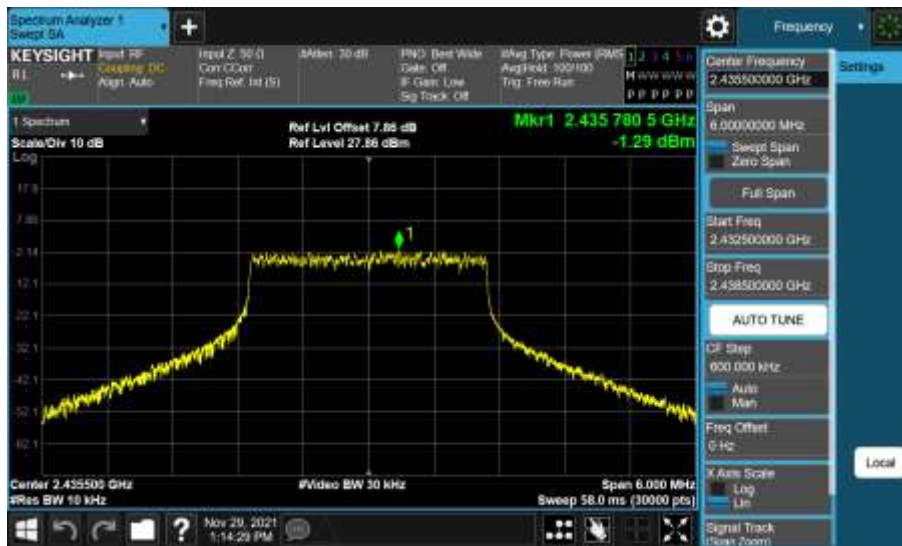 Spectrum Analyzer 1
Swept SA
+
Frequency
KEYSIGHT
Input: RF
Coupling: DC
Align: Auto
Input Z: 50 Ω
Corr CCorr
Freq Ref: Int (S)
#Atten: 30 dB
PNO: Best Wide
Gate: Off
IF Gain: Low
Sig Track: Off
#Avg Type: Power (RMS
Avg|Hold: 100/100
Trig: Free Run
1 2 3 4 5 6
M W W W W W
P P P P P P
Center Frequency
2.435500000 GHz
Settings
1 Spectrum
Scale/Div 10 dB
Ref Lvl Offset 7.86 dB
Ref Level 27.86 dBm
Mkr1 2.435 780 5 GHz
-1.29 dBm
Span
6.00000000 MHz
Swept Span
Zero Span
Log
17.9
7.86
-2.14
-12.1
-32.1
-42.1
-52.1
-62.1
1
Full Span
Start Freq
2.432500000 GHz
Stop Freq
2.438500000 GHz
AUTO TUNE
CF Step
600.000 kHz
Auto
Man
Freq Offset
0 Hz
Local
X Axis Scale
Log
Lin
Signal Track
(Span Zoom)
Center 2.435500 GHz
#Res BW 10 kHz
#Video BW 30 kHz
Span 6.000 MHz
Sweep 58.0 ms (30000 pts)
?
Nov 29, 2021
1:14:29 PM